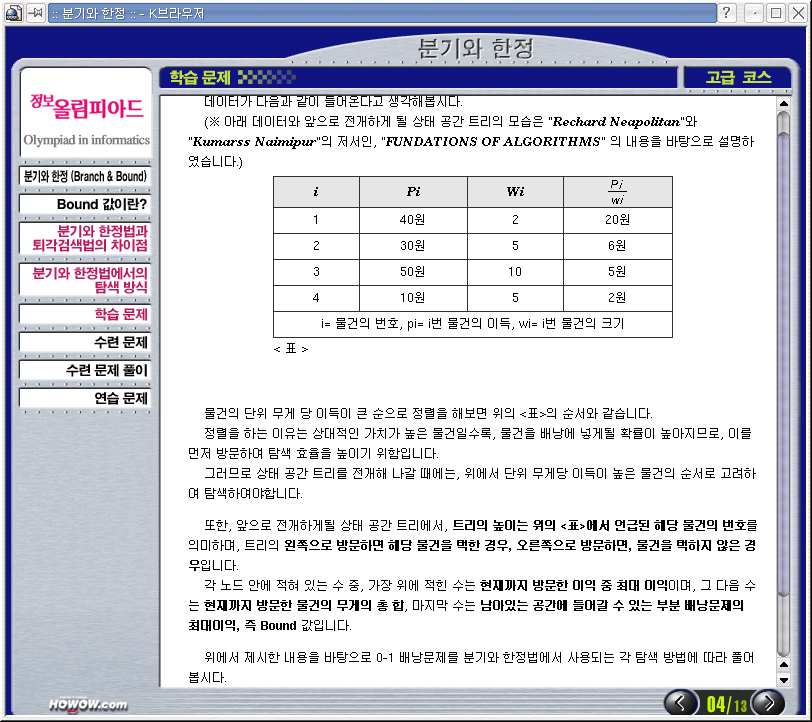 :: 분기와 한정 :: - K브라우저
분기와 한정
정보올림피아드
Olympiad in informatics
분기와 한정 (Branch & Bound)
Bound 값이란?
분기와 한정법과
퇴각검색법의 차이점
분기와 한정법에서의
탐색 방식
학습 문제
수련 문제
수련 문제 풀이
연습 문제
HOWOW.com
학습 문제
고급 코스
데이터가 다음과 같이 들어온다고 생각해봅시다.
(※ 아래 데이터와 앞으로 전개하게 될 상태 공간 트리의 모습은 "Rechard Neapolitan"와
"Kumarss Naimipur"의 저서인, "FUNDATIONS OF ALGORITHMS" 의 내용을 바탕으로 설명하
였습니다.)
i Pi Wi Pi/wi
1 40원 2 20원
2 30원 5 6원
3 50원 10 5원
4 10원 5 2원
i= 물건의 번호, pi= i번 물건의 이득, wi= i번 물건의 크기
< 표 >
물건의 단위 무게 당 이득이 큰 순으로 정렬을 해보면 위의 <표>의 순서와 같습니다.
정렬을 하는 이유는 상대적인 가치가 높은 물건일수록, 물건을 배낭에 넣게될 확률이 높아지므로, 이를
먼저 방문하여 탐색 효율을 높이기 위함입니다.
그러므로 상태 공간 트리를 전개해 나갈 때에는, 위에서 단위 무게당 이득이 높은 물건의 순서로 고려하
여 탐색하여야합니다.
또한, 앞으로 전개하게될 상태 공간 트리에서, 트리의 높이는 위의 <표>에서 언급된 해당 물건의 번호를
의미하며, 트리의 왼쪽으로 방문하면 해당 물건을 택한 경우, 오른쪽으로 방문하면, 물건을 택하지 않은 경
우입니다.
각 노드 안에 적혀 있는 수 중, 가장 위에 적힌 수는 현재까지 방문한 이익 중 최대 이익이며, 그 다음 수
는 현재까지 방문한 물건의 무게의 총 합, 마지막 수는 남아있는 공간에 들어갈 수 있는 부분 배낭문제의
최대이익, 즉 Bound 값입니다.
위에서 제시한 내용을 바탕으로 0-1 배낭문제를 분기와 한정법에서 사용되는 각 탐색 방법에 따라 풀어
봅시다.
04/13